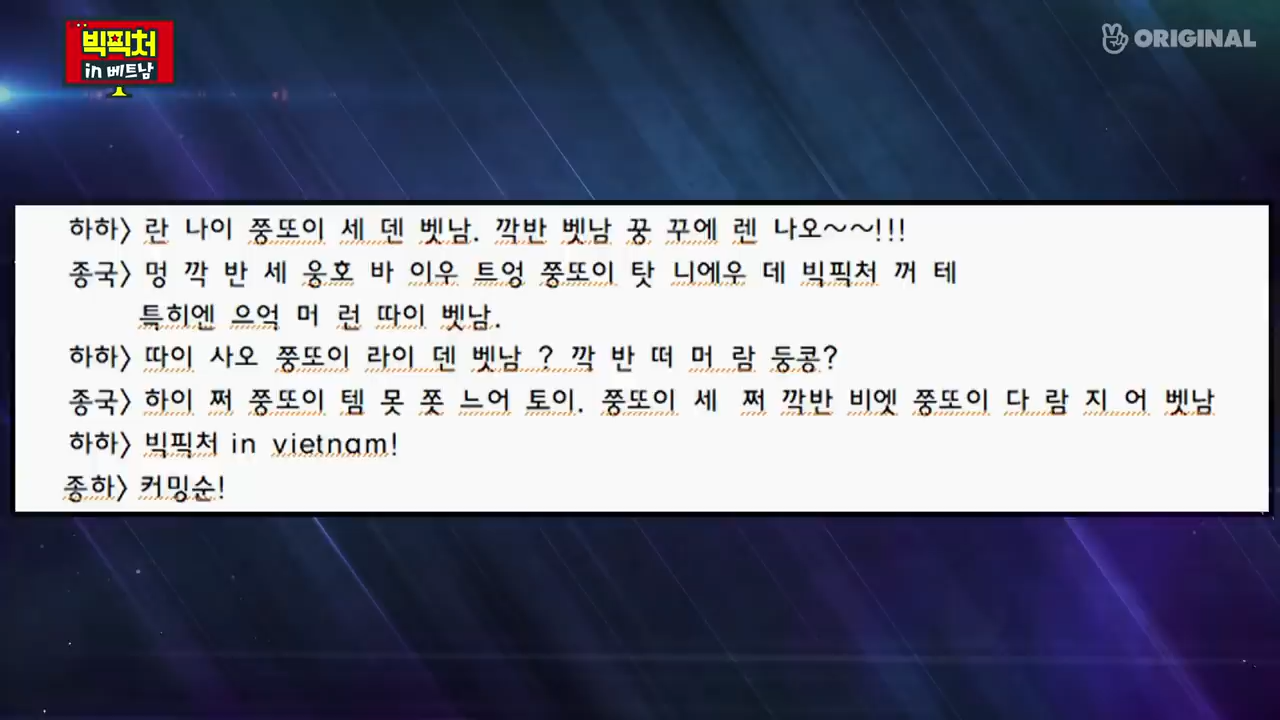 빅픽처
in 베트남
ORIGINAL
하하> 란 나이 쭝또이 세 덴 벳남. 깍반 벳남 꿍 꾸에 렌 나오~~!!!
종국> 멍 깍 반 세 웅호 바 이우 트엉 쭝또이 탓 니에우 데 빅픽처 꺼 테
특히엔 으억 머 런 따이 벳남.
하하> 따이 사오 쭝또이 라이 덴 벳남 ? 깍 반 떠 머 람 둥콩?
종국> 하이 쩌 쭝또이 템 못 쫏 느어 토이. 쭝또이 세 쩌 깍반 비엣 쭝또이 다 람 지 어 벳남
하하> 빅픽처 in vietnam!
종하> 커밍순!